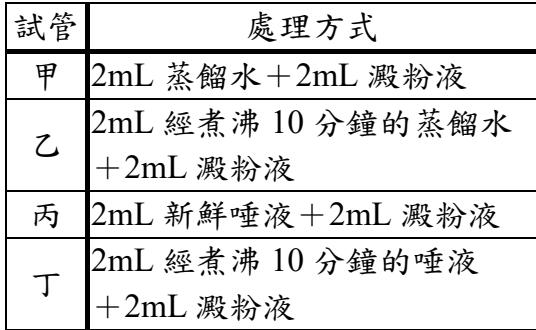 試管 處理方式
甲 2mL 蒸餾水＋2mL 澱粉液
乙 2mL 經煮沸 10 分鐘的蒸餾水
＋2mL 澱粉液
丙 2mL 新鮮唾液＋2mL 澱粉液
丁 2mL 經煮沸 10 分鐘的唾液
＋2mL 澱粉液